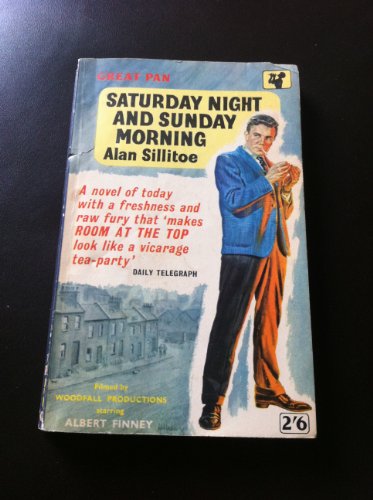 GREAT PAN
SATURDAY NIGHT
AND SUNDAY
MORNING
Alan Sillitoe
A novel of today
with a freshness and
raw fury that 'makes
ROOM AT THE TOP
look like a vicarage
tea-party'
DAILY TELEGRAPH
Filmed by
WOODFALL PRODUCTIONS
starring
ALBERT FINNEY
2'6